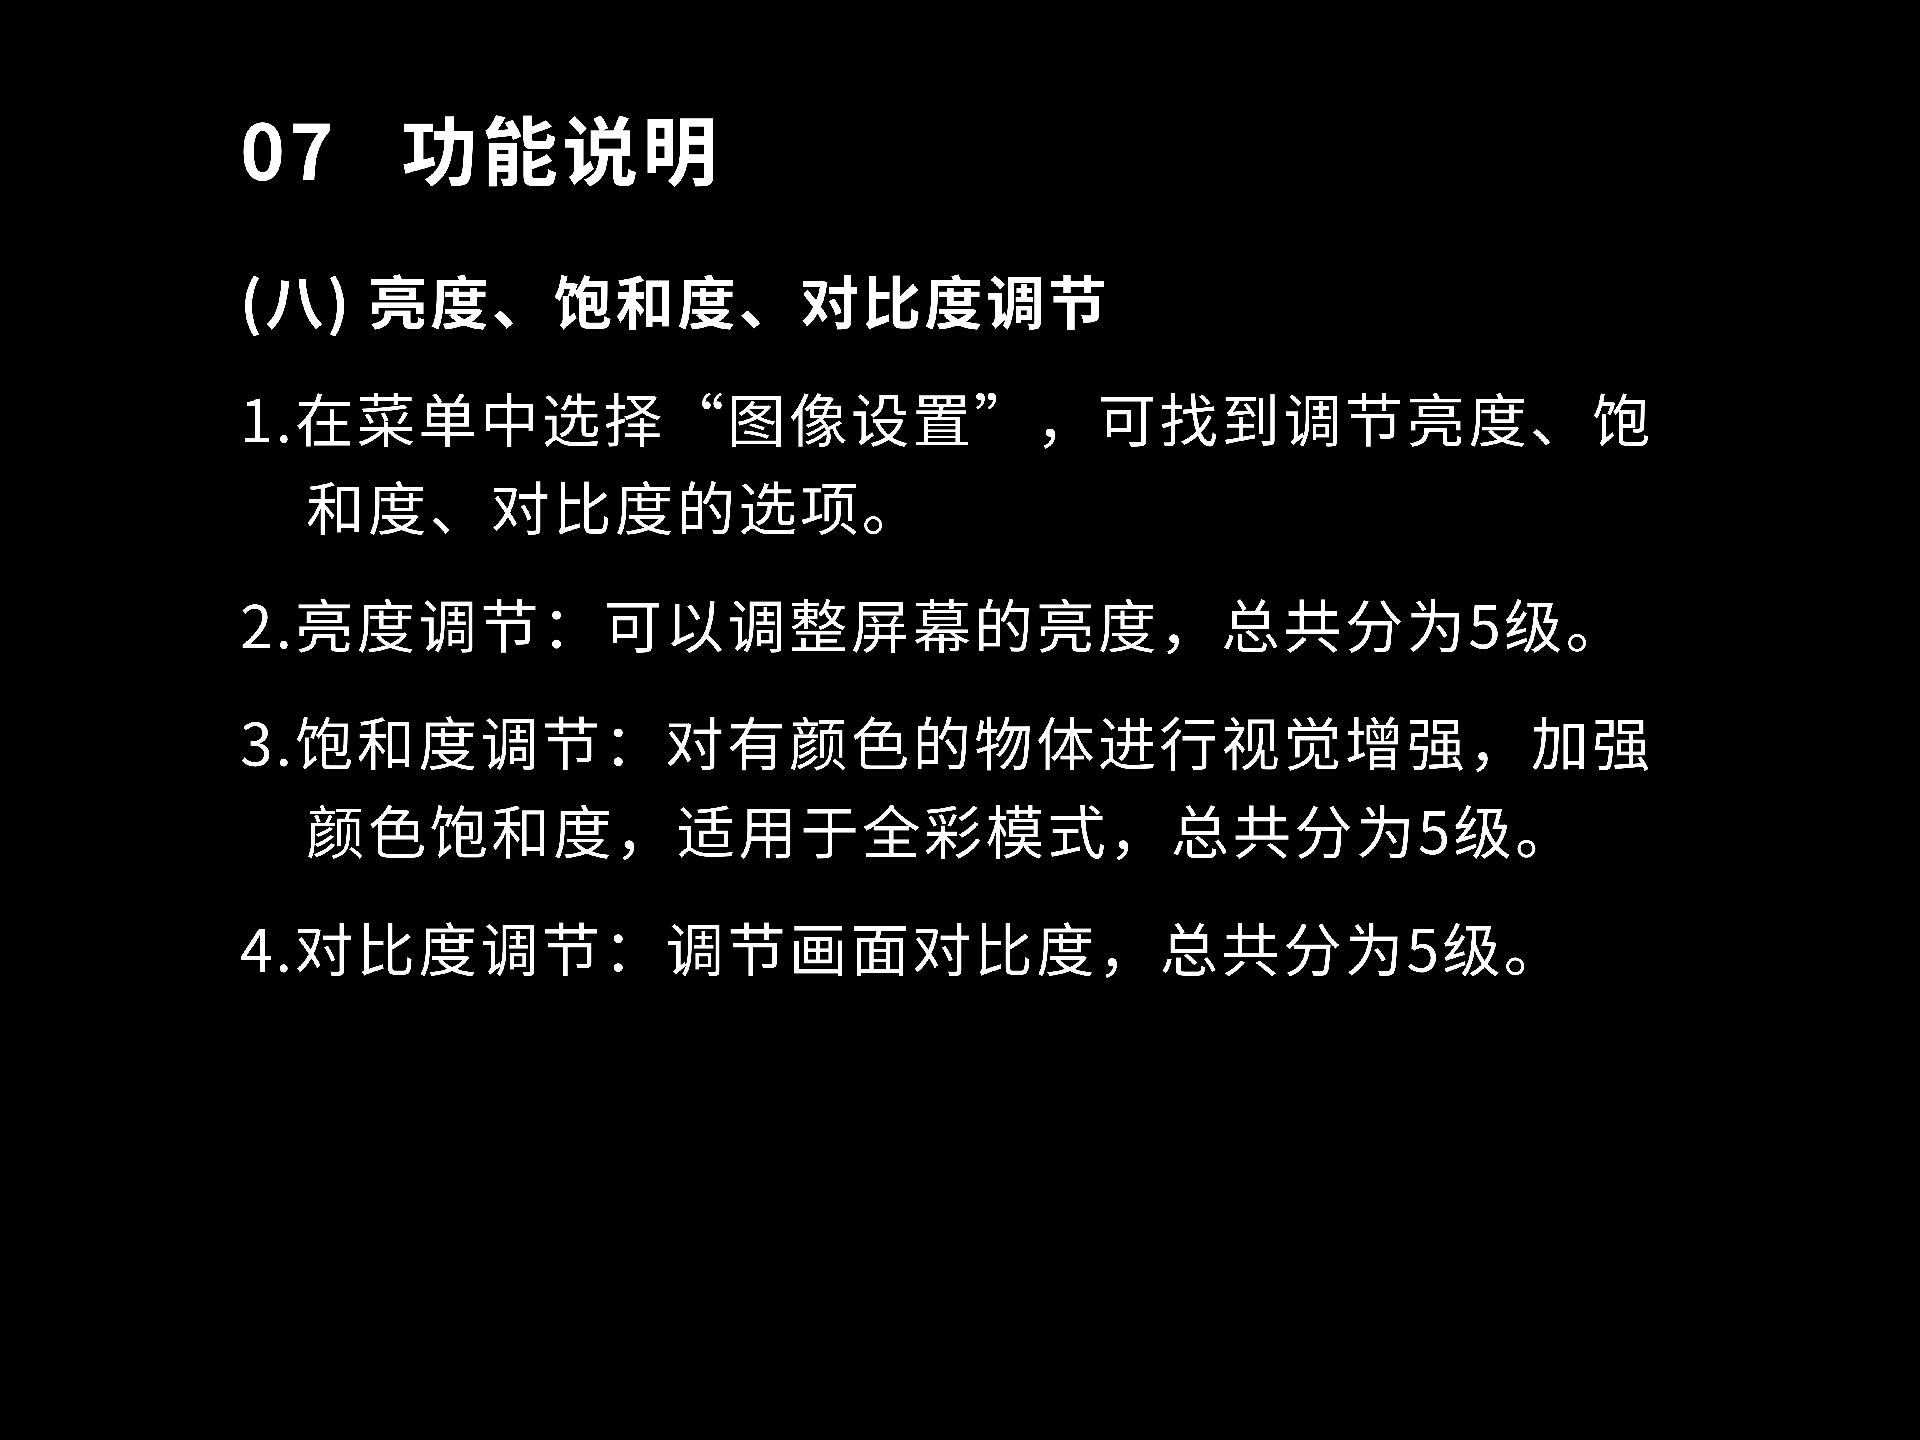 07 功能说明
(八) 亮度、饱和度、对比度调节
1.在菜单中选择“图像设置”，可找到调节亮度、饱
和度、对比度的选项。
2.亮度调节：可以调整屏幕的亮度，总共分为5级。
3.饱和度调节：对有颜色的物体进行视觉增强，加强
颜色饱和度，适用于全彩模式，总共分为5级。
4.对比度调节：调节画面对比度，总共分为5级。